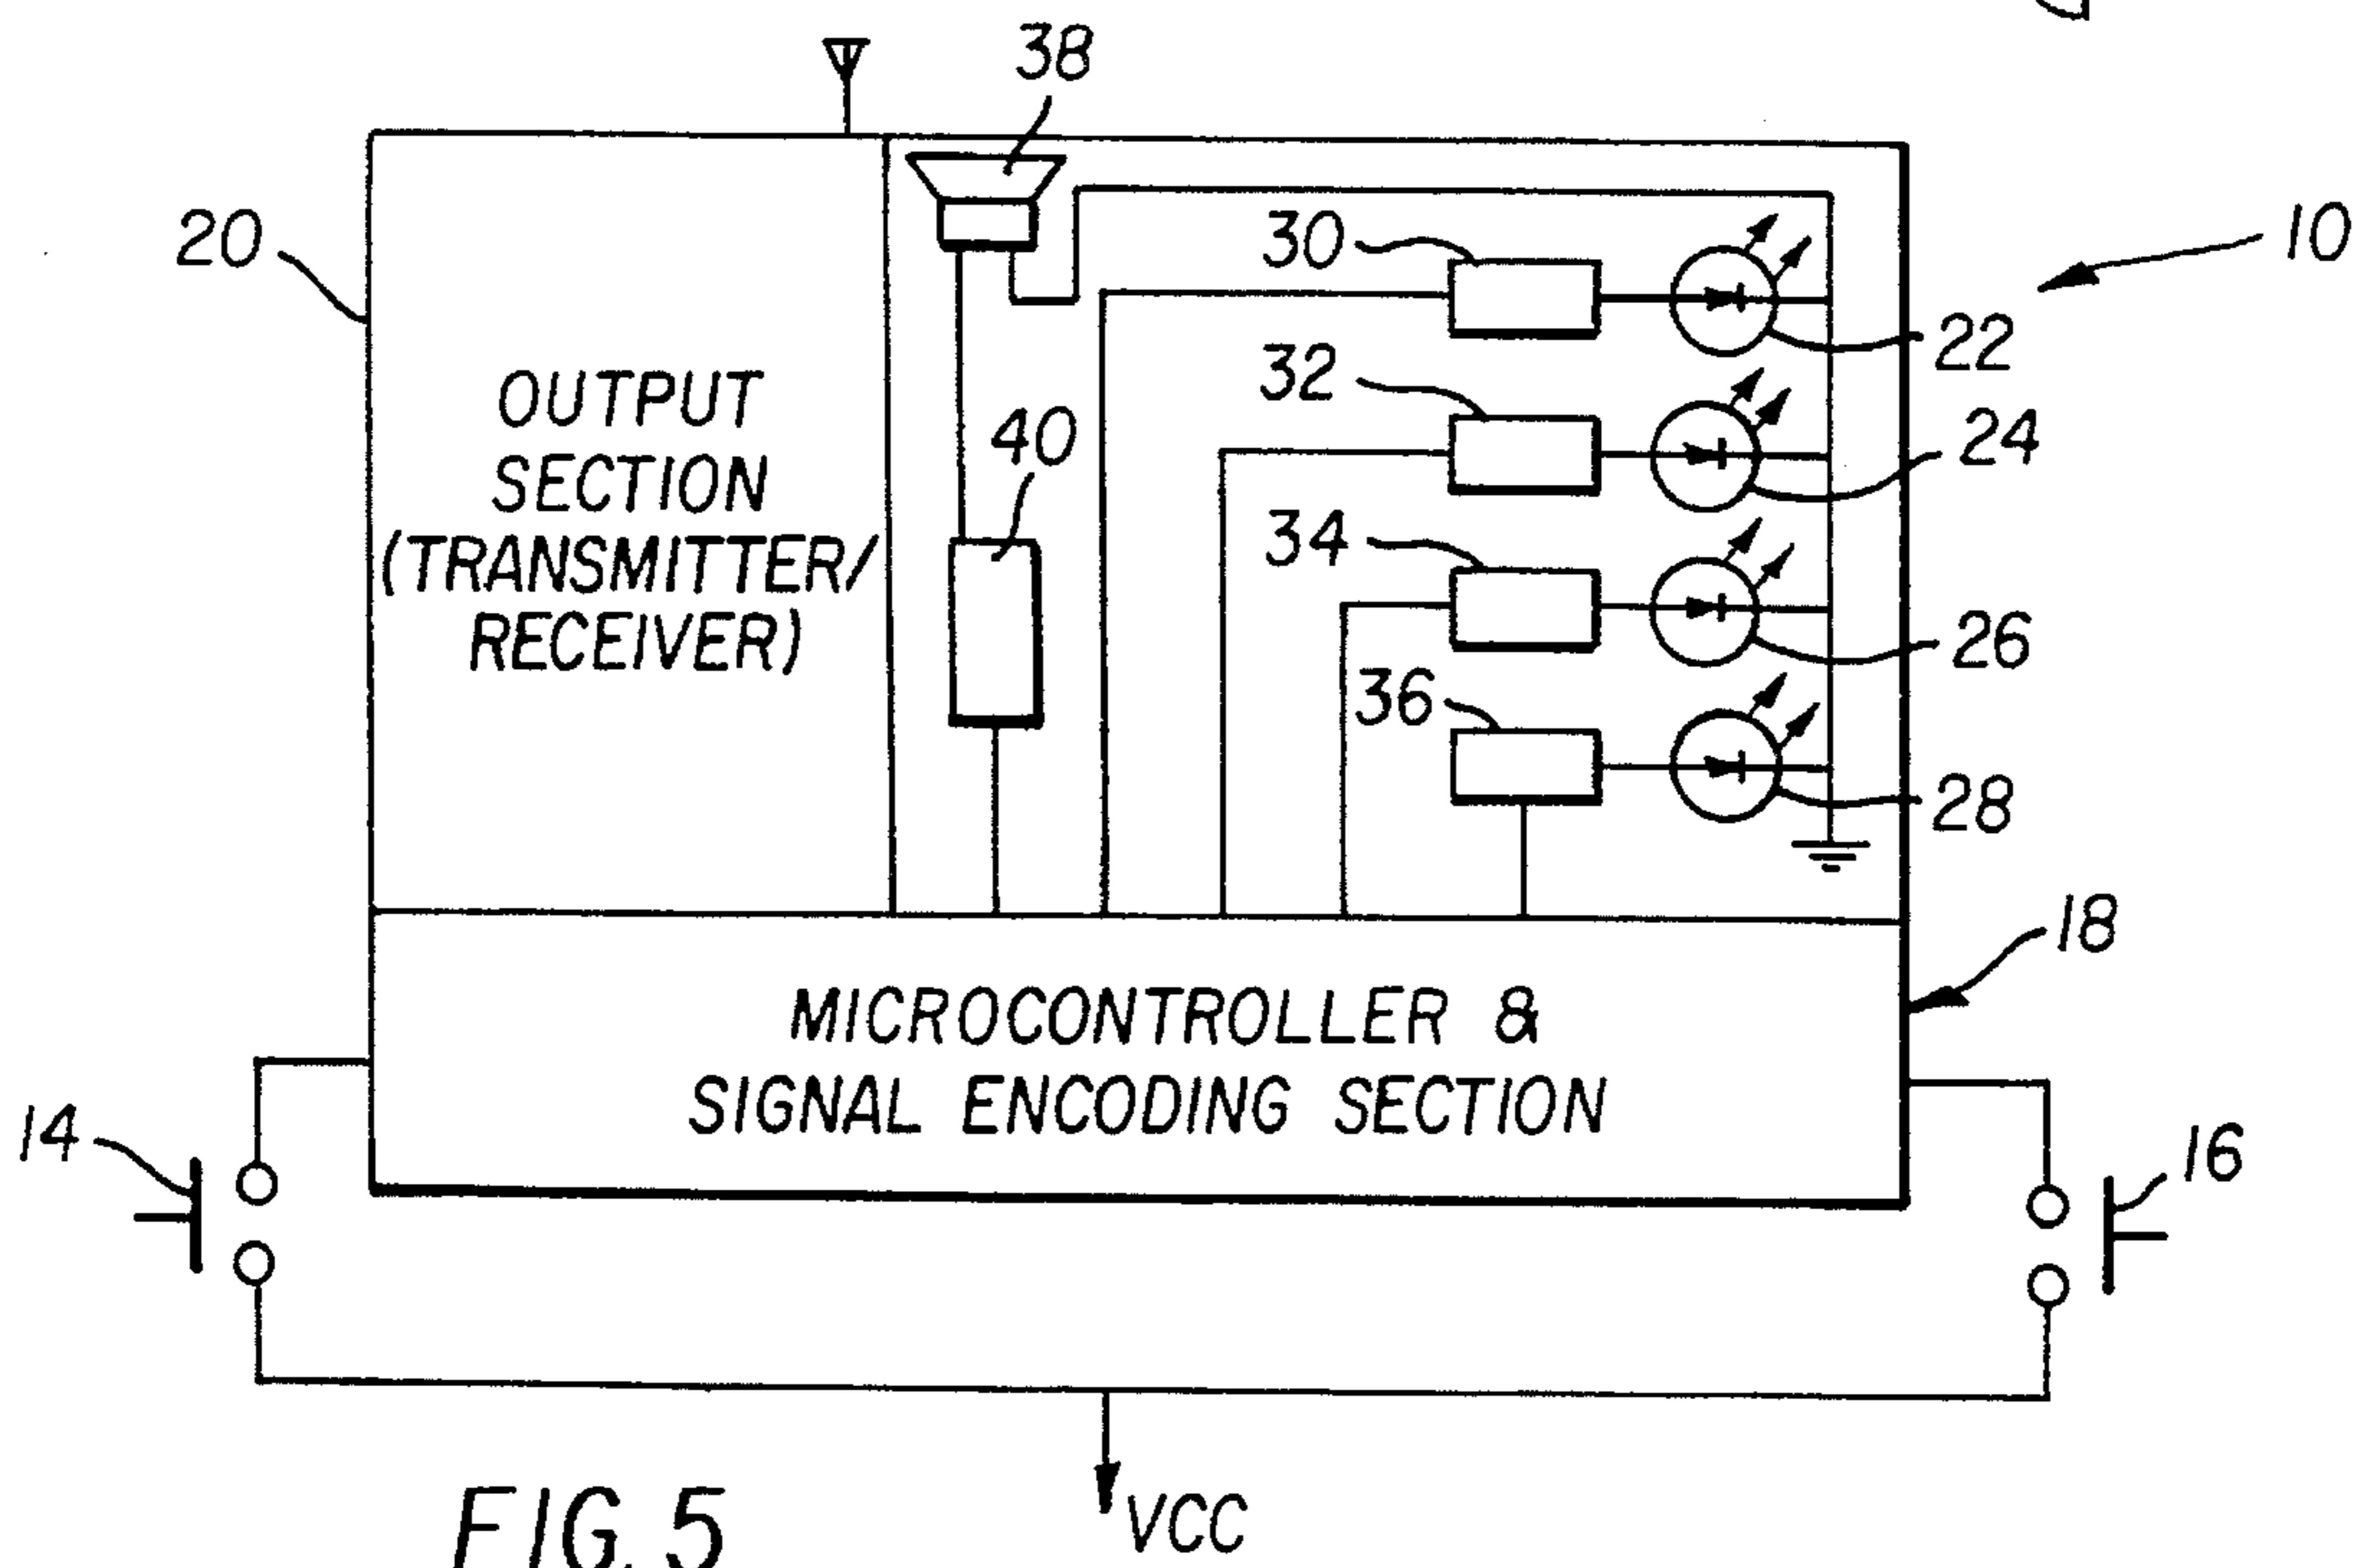 38
20
30
10
22
32
24
OUTPUT
SECTION
(TRANSMITTER/
RECEIVER)
40
34
26
36
28
18
MICROCONTROLLER &
SIGNAL ENCODING SECTION
14
16
VCC
FIG. 5